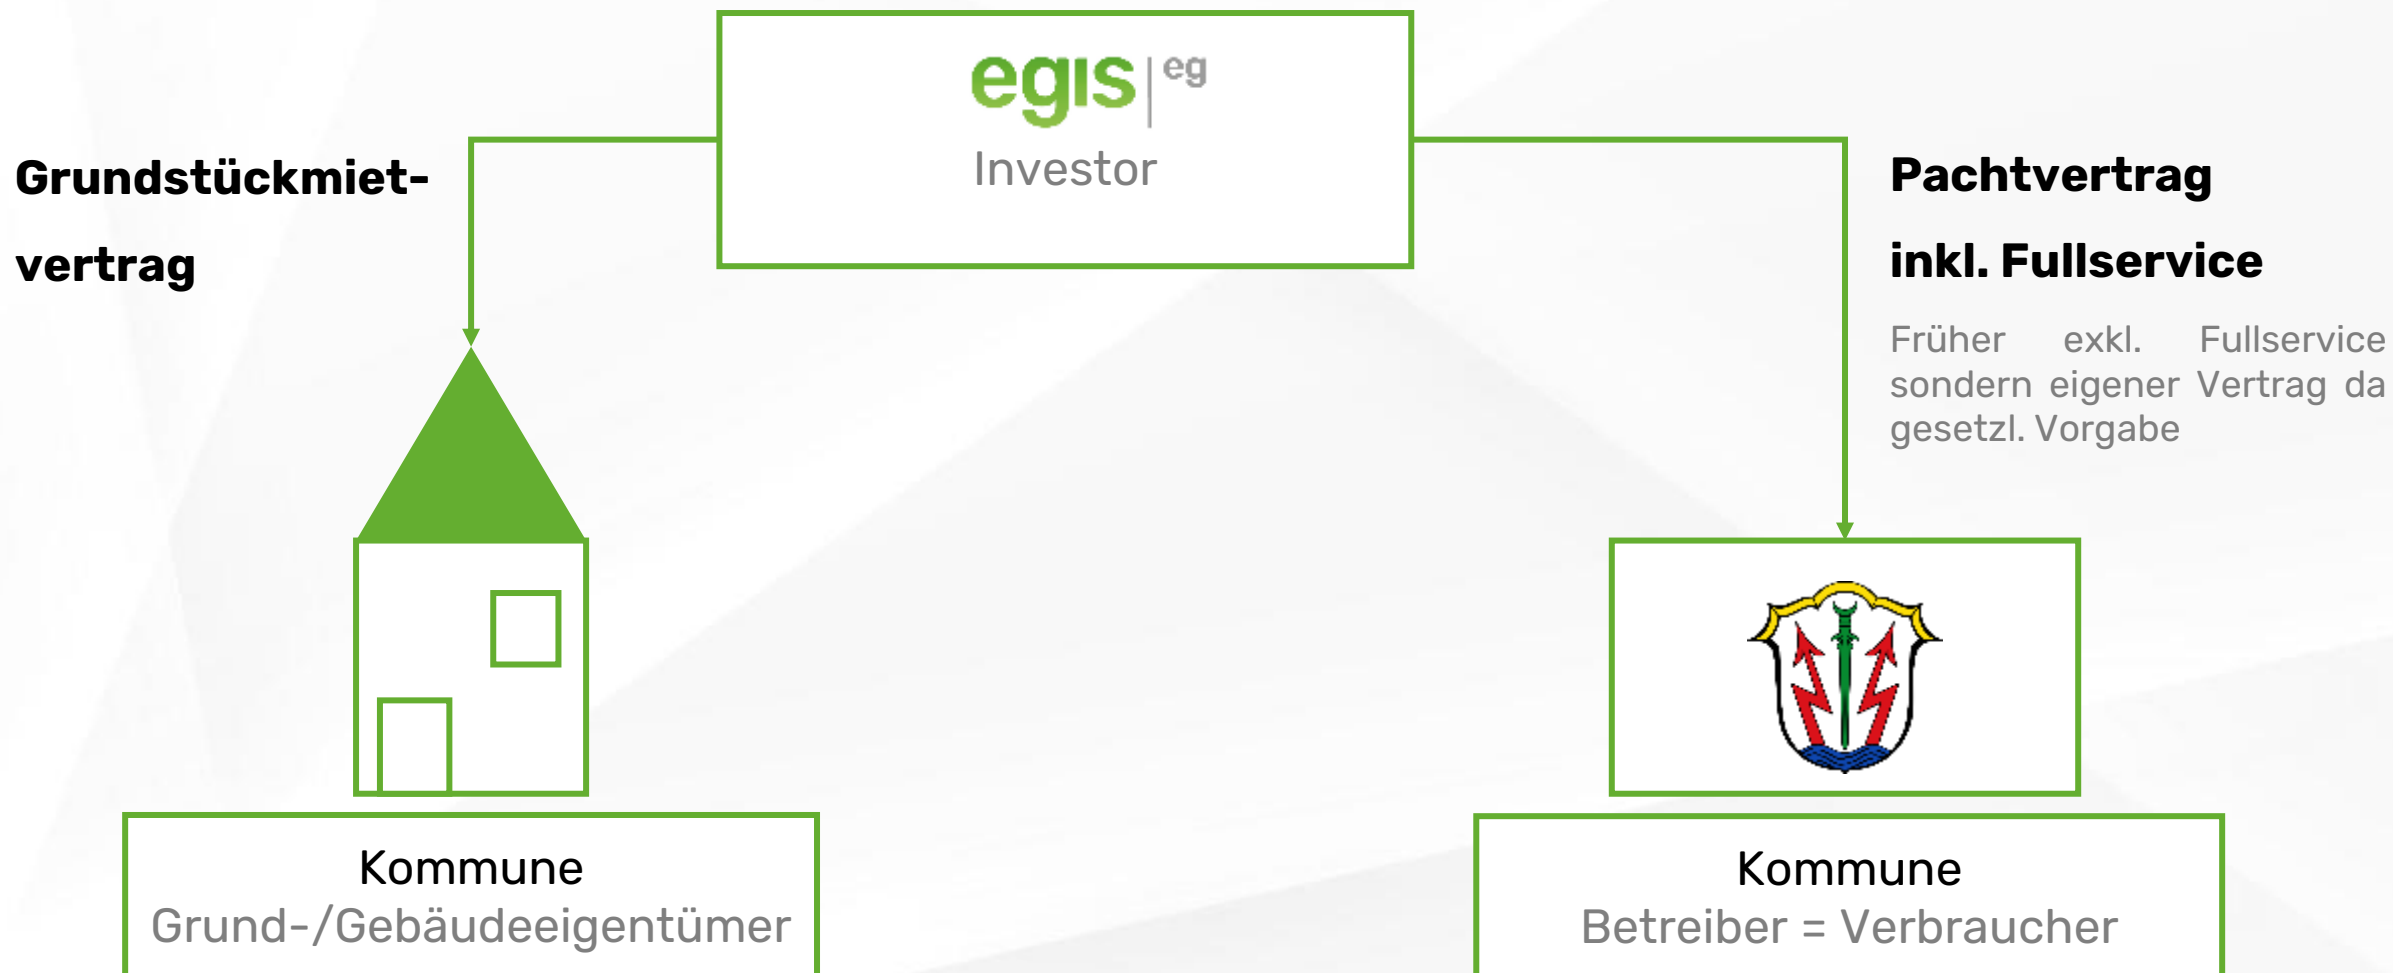 egis eg
Investor
Grundstückmiet-
vertrag
Pachtvertrag
inkl. Fullservice
Früher exkl. Fullservice
sondern eigener Vertrag da
gesetzl. Vorgabe
Kommune
Grund-/Gebäudeeigentümer
Kommune
Betreiber = Verbraucher